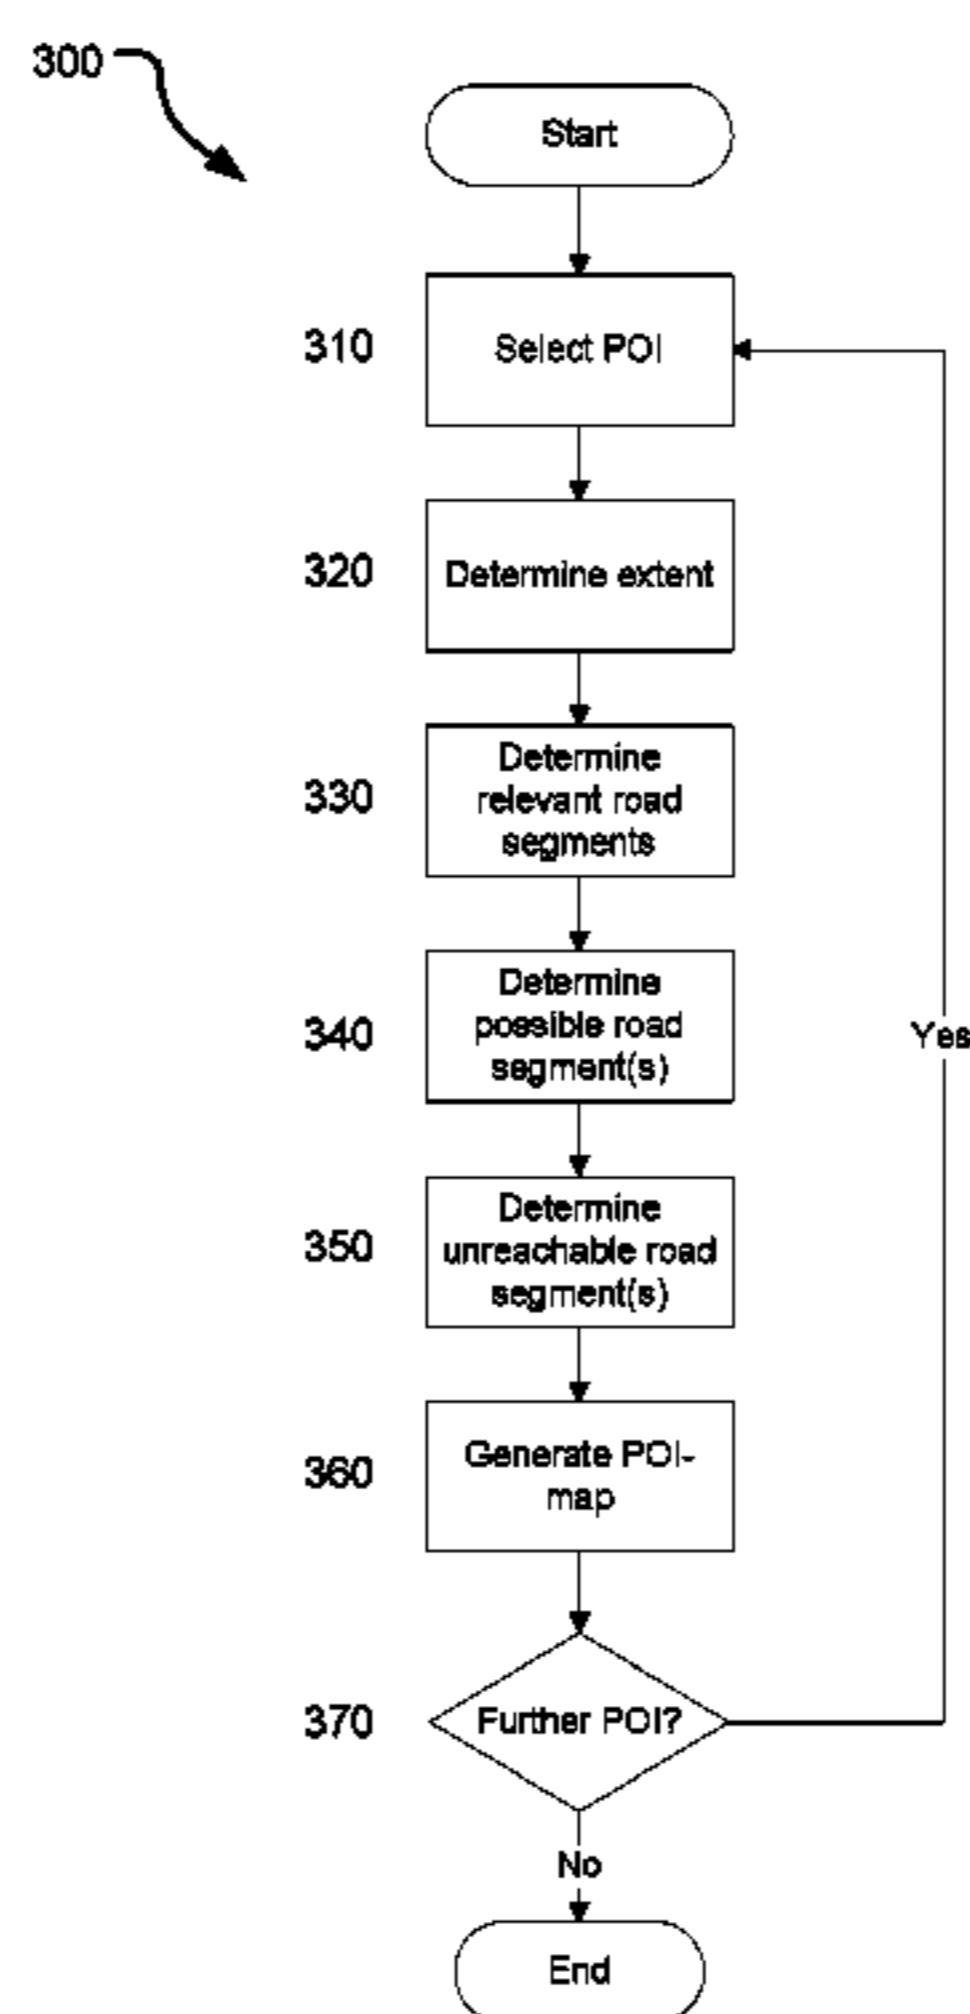 300
Start
310
Select POI
320
Determine extent
330
Determine
relevant road
segments
340
Determine
possible road
segment(s)
Yes
350
Determine
unreachable road
segment(s)
360
Generate POI-
map
370
Further POI?
No
End